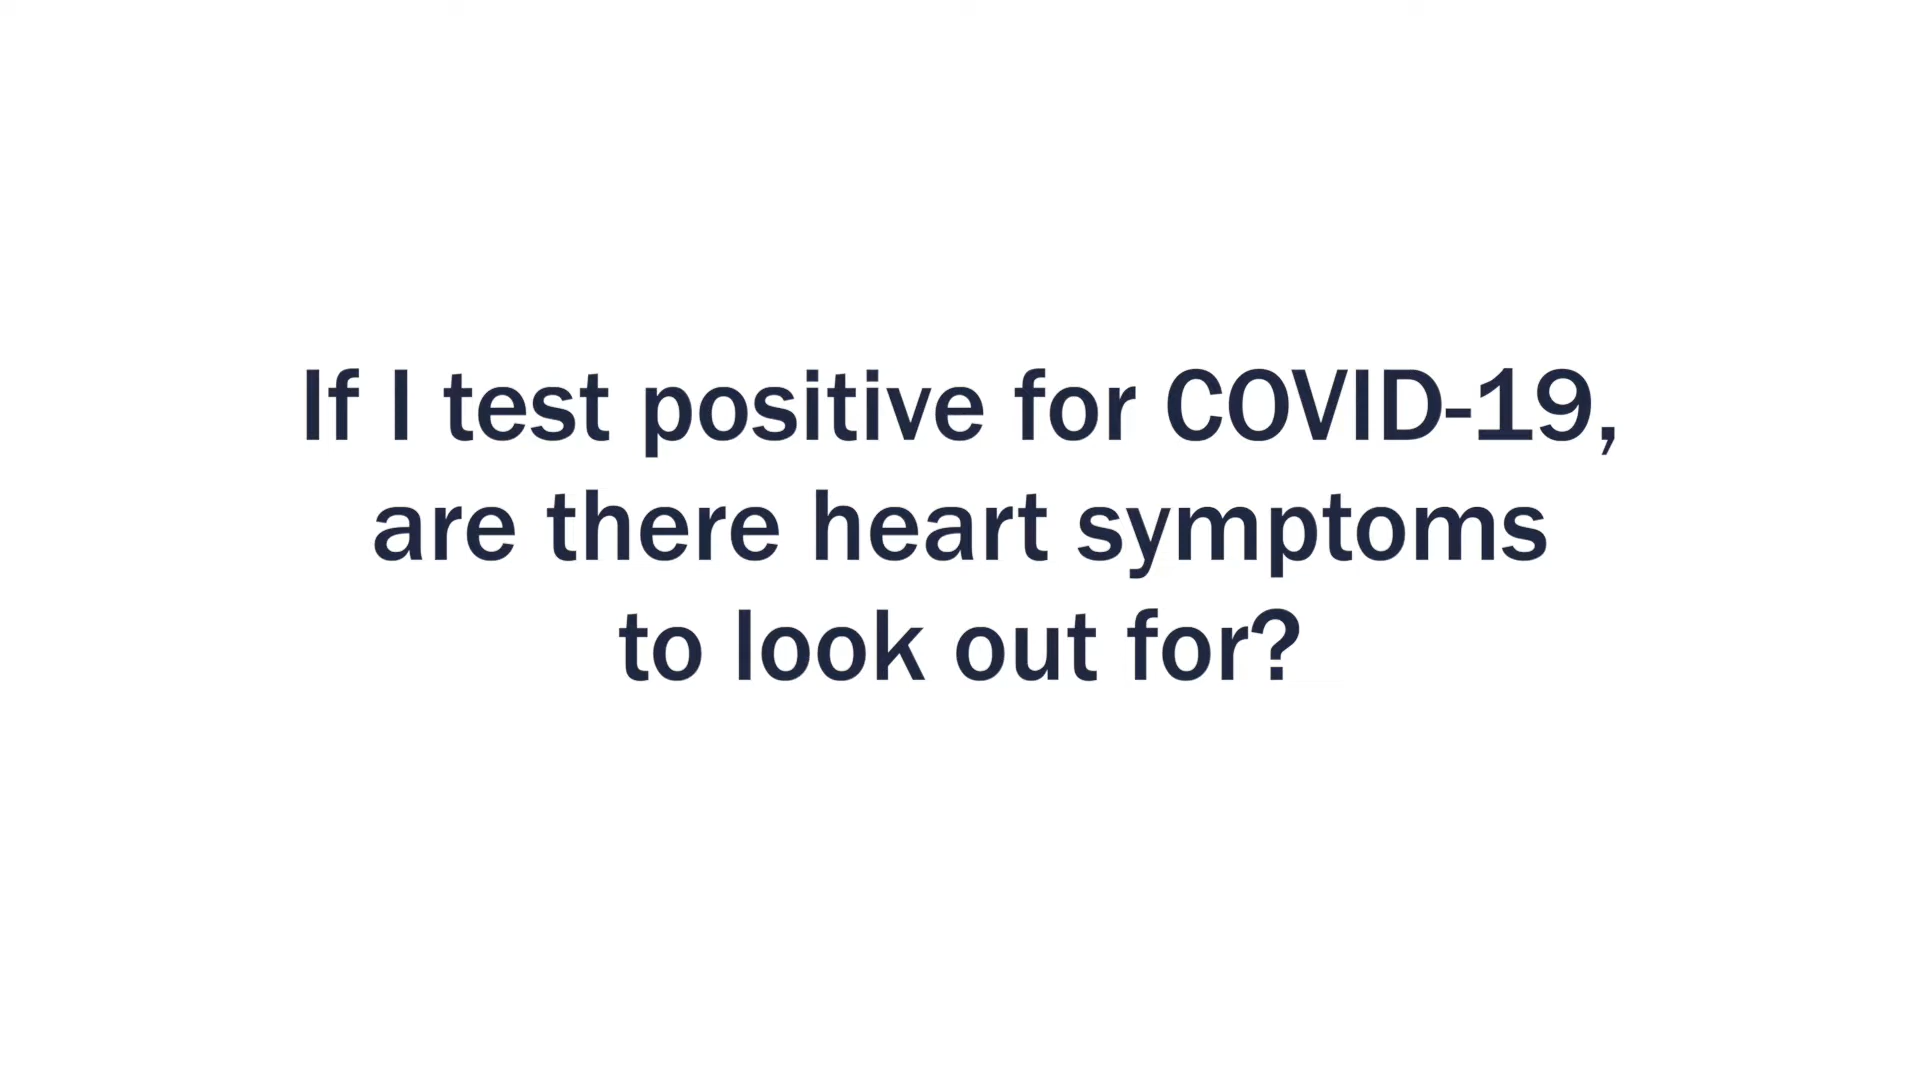 If I test positive for COVID-19,
are there heart symptoms
to look out for?